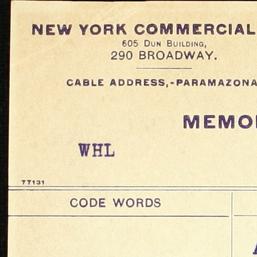 NEW YORK COMMERCIAL
605 DUN BUILDING,
290 BROADWAY.
CABLE ADDRESS,-PARAMAZONA
MEMO
WHL
77131
CODE WORDS